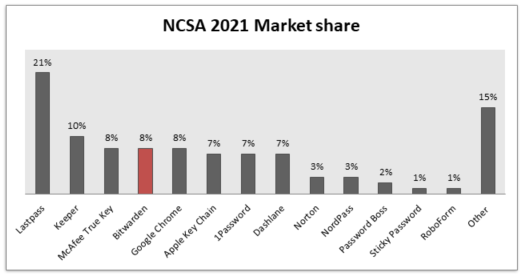 NCSA 2021 Market share
21%
10%
8%
8%
8%
7%
7%
7%
3%
3%
2%
1%
1%
15%
Lastpass
Keeper
McAfee True Key
Bitwarden
Google Chrome
Apple Key Chain
1Password
Dashlane
Norton
NordPass
Password Boss
Sticky Password
RoboForm
Other